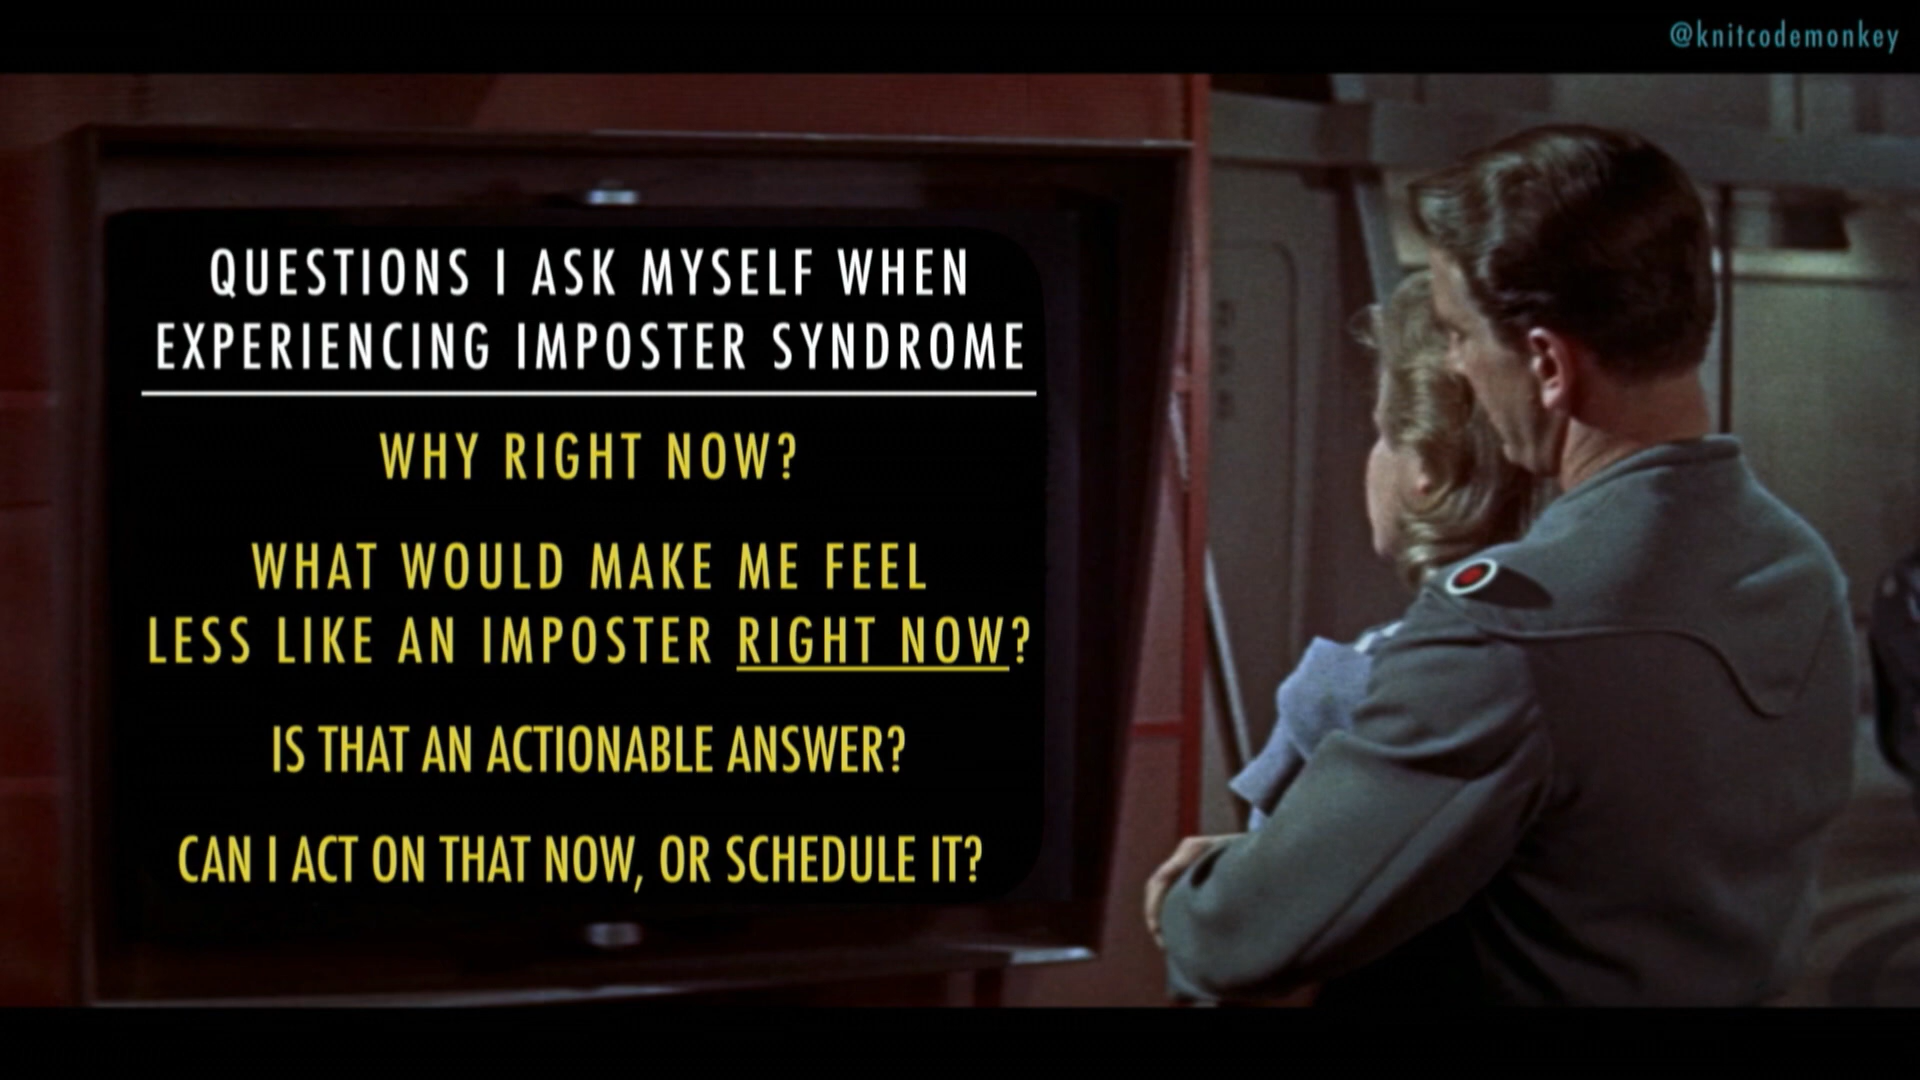 @knitcodemonkey
QUESTIONS I ASK MYSELF WHEN
EXPERIENCING IMPOSTER SYNDROME
WHY RIGHT NOW?
WHAT WOULD MAKE ME FEEL
LESS LIKE AN IMPOSTER RIGHT NOW?
IS THAT AN ACTIONABLE ANSWER?
CAN I ACT ON THAT NOW, OR SCHEDULE IT?